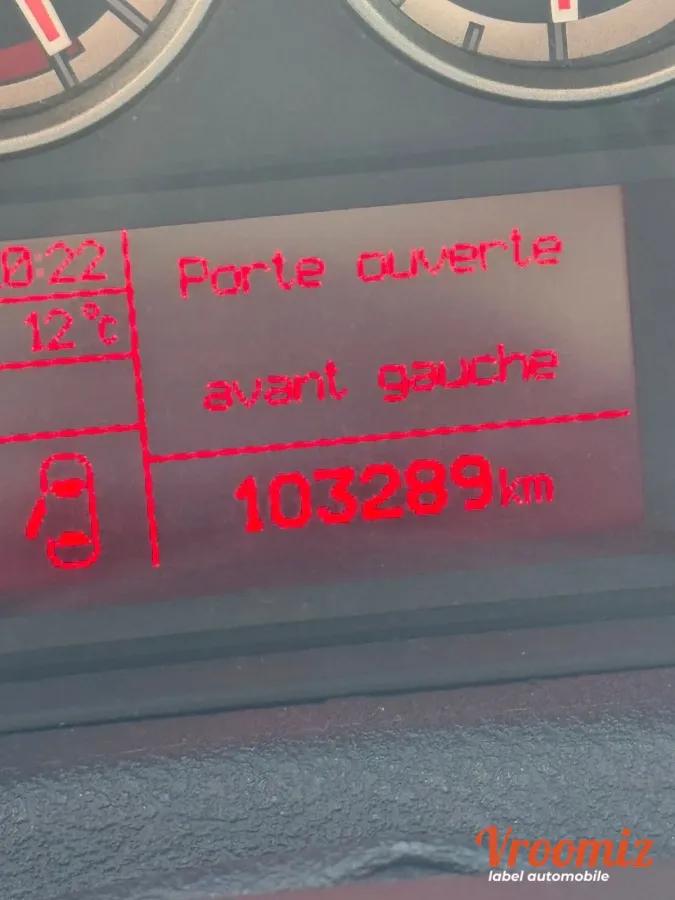 0:22
Porte ouverte
12°c
avant gauche
103289km
Vroomiz
label automobile